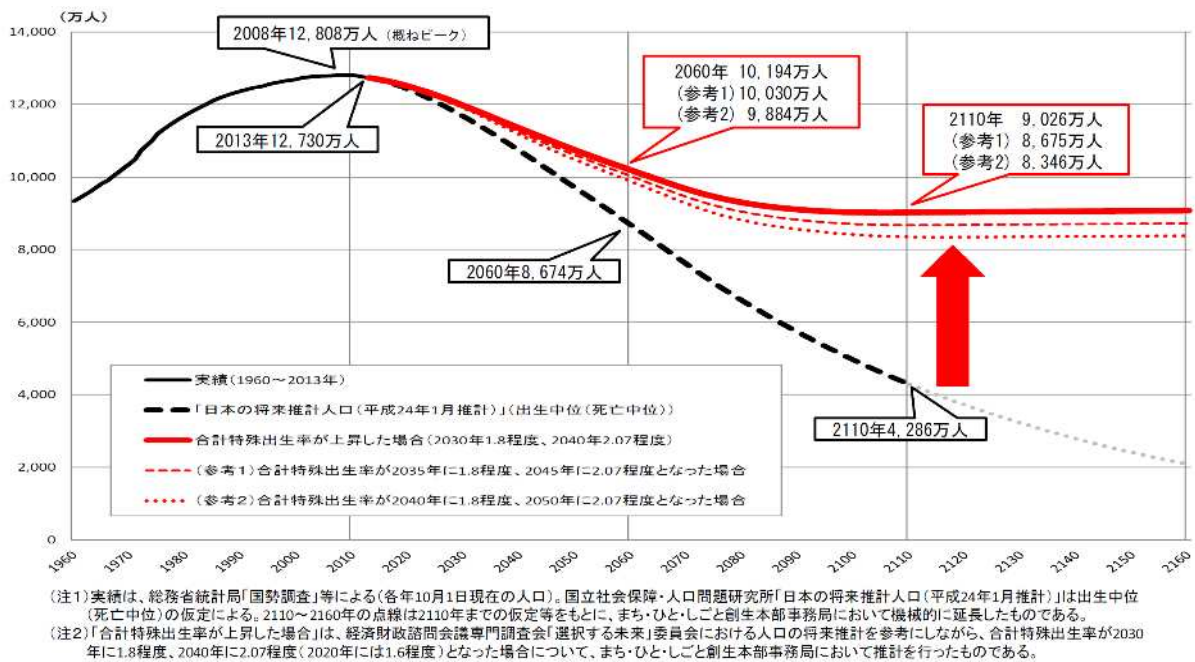 (万人)
14,000
12,000
10,000
8,000
6,000
4,000
2,000
0
2008年12,808万人（概ねピーク）
2013年12,730万人
2060年 10,194万人
(参考1) 10,030万人
(参考2) 9,884万人
2110年 9,026万人
(参考1) 8,675万人
(参考2) 8,346万人
2060年8,674万人
2110年4,286万人
実績(1960～2013年)
「日本の将来推計人口(平成24年1月推計)」(出生中位(死亡中位))
合計特殊出生率が上昇した場合(2030年1.8程度、2040年2.07程度)
(参考1)合計特殊出生率が2035年に1.8程度、2045年に2.07程度となった場合
(参考2)合計特殊出生率が2040年に1.8程度、2050年に2.07程度となった場合
1960 1970 1980 1990 2000 2010 2020 2030 2040 2050 2060 2070 2080 2090 2100 2110 2120 2130 2140 2150 2160
(注1)実績は、総務省統計局「国勢調査」等による(各年10月1日現在の人口)。国立社会保障・人口問題研究所「日本の将来推計人口(平成24年1月推計)」は出生中位
(死亡中位)の仮定による。2110～2160年の点線は2110年までの仮定等をもとに、まち・ひと・しごと創生本部事務局において機械的に延長したものである。
(注2)「合計特殊出生率が上昇した場合」は、経済財政諮問会議専門調査会「選択する未来」委員会における人口の将来推計を参考にしながら、合計特殊出生率が2030
年に1.8程度、2040年に2.07程度(2020年には1.6程度)となった場合について、まち・ひと・しごと創生本部事務局において推計を行ったものである。